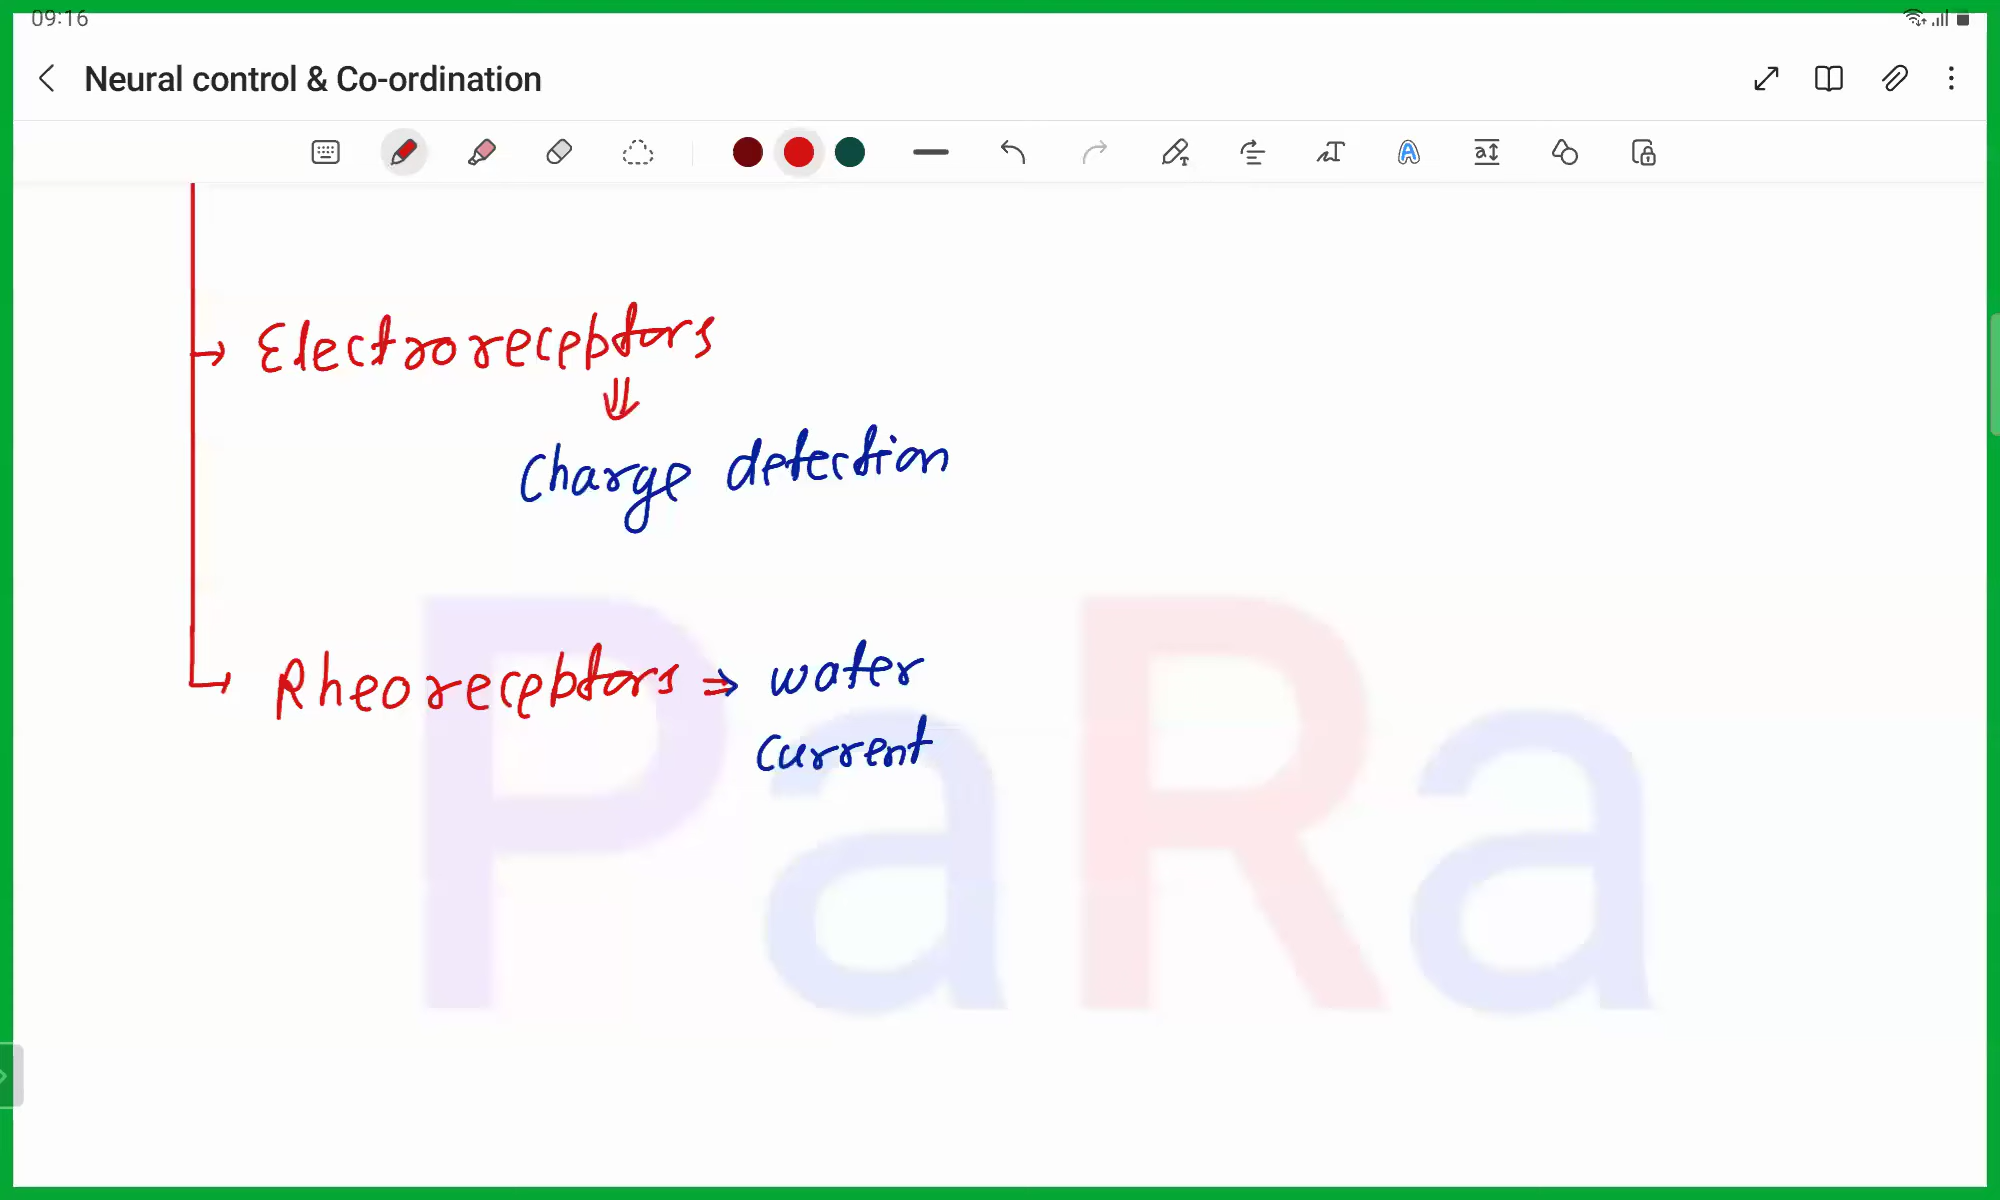 09:16
Neural control & Co-ordination
→ Electroreceptors
⇓
Charge detection
→ Rheoreceptors ⇒ water
current
PaRa